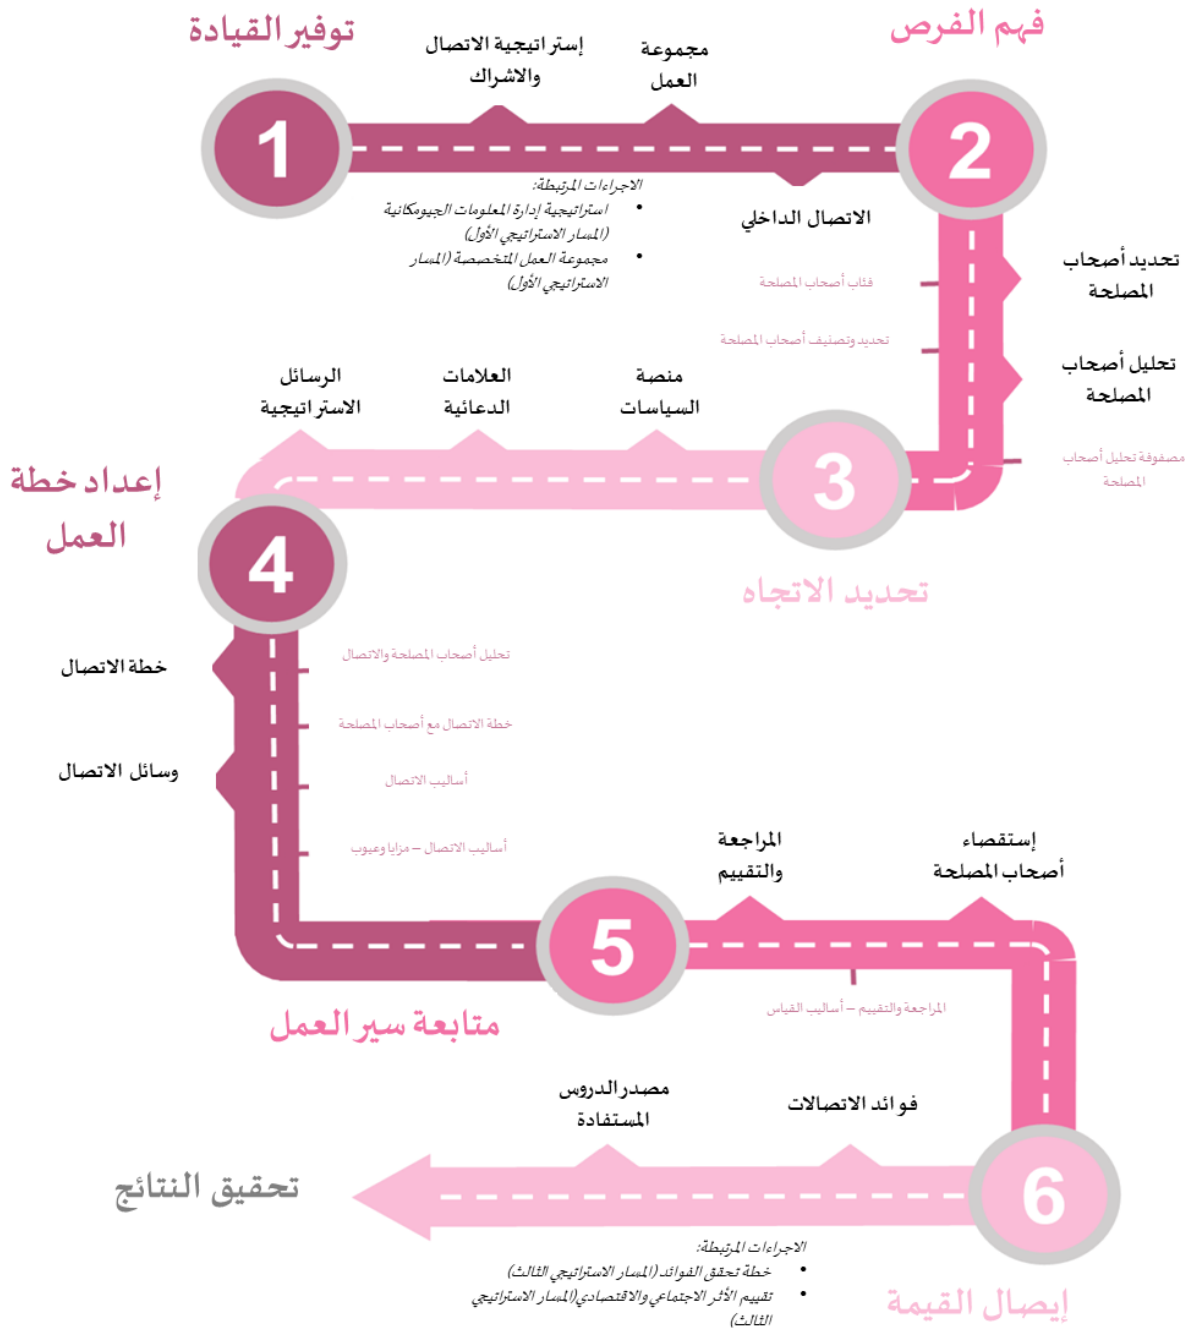 توفير القيادة
1
إستراتيجية الاتصال
والاشراك
مجموعة
العمل
الاتصال الداخلي
الاجراءات المرتبطة:
• استراتيجية إدارة المعلومات الجيومكانية
(المسار الاستراتيجي الأول)
• مجموعة العمل المتخصصة (المسار
الاستراتيجي الأول)
فهم الفرص
2
تحديد أصحاب
المصلحة
فئاب أصحاب المصلحة
تحديد وتصنيف أصحاب المصلحة
تحليل أصحاب
المصلحة
مصفوفة تحليل أصحاب
المصلحة
3
تحديد الاتجاه
منصة
السياسات
العلامات
الدعائية
الرسائل
الاستراتيجية
إعداد خطة
العمل
4
خطة الاتصال
تحليل أصحاب المصلحة والاتصال
خطة الاتصال مع أصحاب المصلحة
وسائل الاتصال
أساليب الاتصال
أساليب الاتصال – مزايا وعيوب
5
متابعة سير العمل
المراجعة
والتقييم
إستقصاء
أصحاب المصلحة
المراجعة والتقييم – أساليب القياس
6
إيصال القيمة
فوائد الاتصالات
مصدر الدروس
المستفادة
الاجراءات المرتبطة:
• خطة تحقق الفوائد (المسار الاستراتيجي الثالث)
• تقييم الأثر الاجتماعي والاقتصادي(المسار الاستراتيجي
الثالث)
تحقيق النتائج